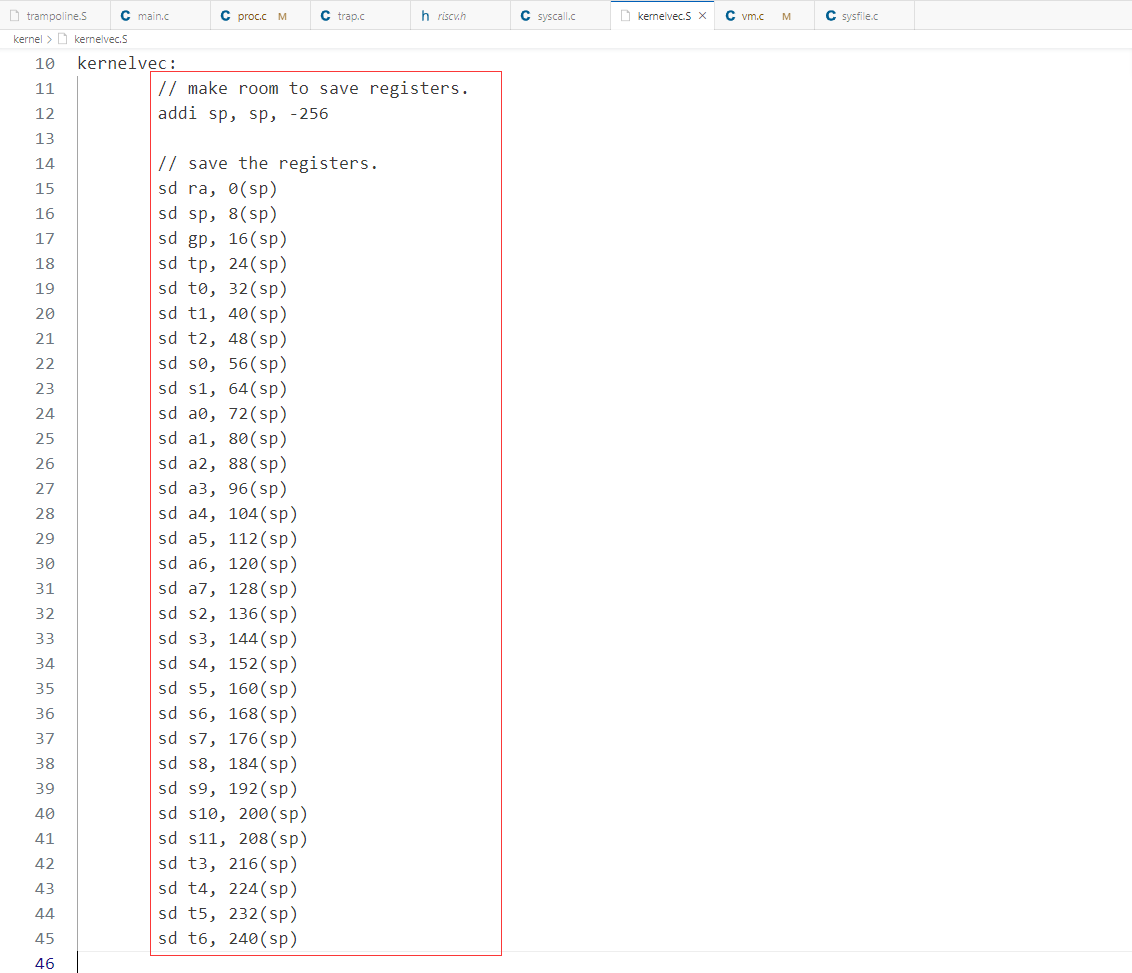 trampoline.S C main.c C proc.c M C trap.c h riscv.h C syscall.c kernelvec.S × C vm.c M C sysfile.c
kernel > kernelvec.S
10 kernelvec:
11 // make room to save registers.
12 addi sp, sp, -256
13
14 // save the registers.
15 sd ra, 0(sp)
16 sd sp, 8(sp)
17 sd gp, 16(sp)
18 sd tp, 24(sp)
19 sd t0, 32(sp)
20 sd t1, 40(sp)
21 sd t2, 48(sp)
22 sd s0, 56(sp)
23 sd s1, 64(sp)
24 sd a0, 72(sp)
25 sd a1, 80(sp)
26 sd a2, 88(sp)
27 sd a3, 96(sp)
28 sd a4, 104(sp)
29 sd a5, 112(sp)
30 sd a6, 120(sp)
31 sd a7, 128(sp)
32 sd s2, 136(sp)
33 sd s3, 144(sp)
34 sd s4, 152(sp)
35 sd s5, 160(sp)
36 sd s6, 168(sp)
37 sd s7, 176(sp)
38 sd s8, 184(sp)
39 sd s9, 192(sp)
40 sd s10, 200(sp)
41 sd s11, 208(sp)
42 sd t3, 216(sp)
43 sd t4, 224(sp)
44 sd t5, 232(sp)
45 sd t6, 240(sp)
46